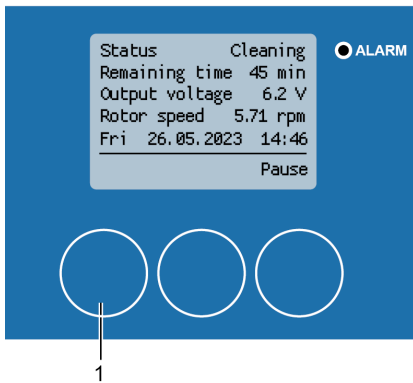 Status Cleaning
ALARM
Remaining time 45 min
Output voltage 6.2 V
Rotor speed 5.71 rpm
Fri 26.05.2023 14:46
Pause
1